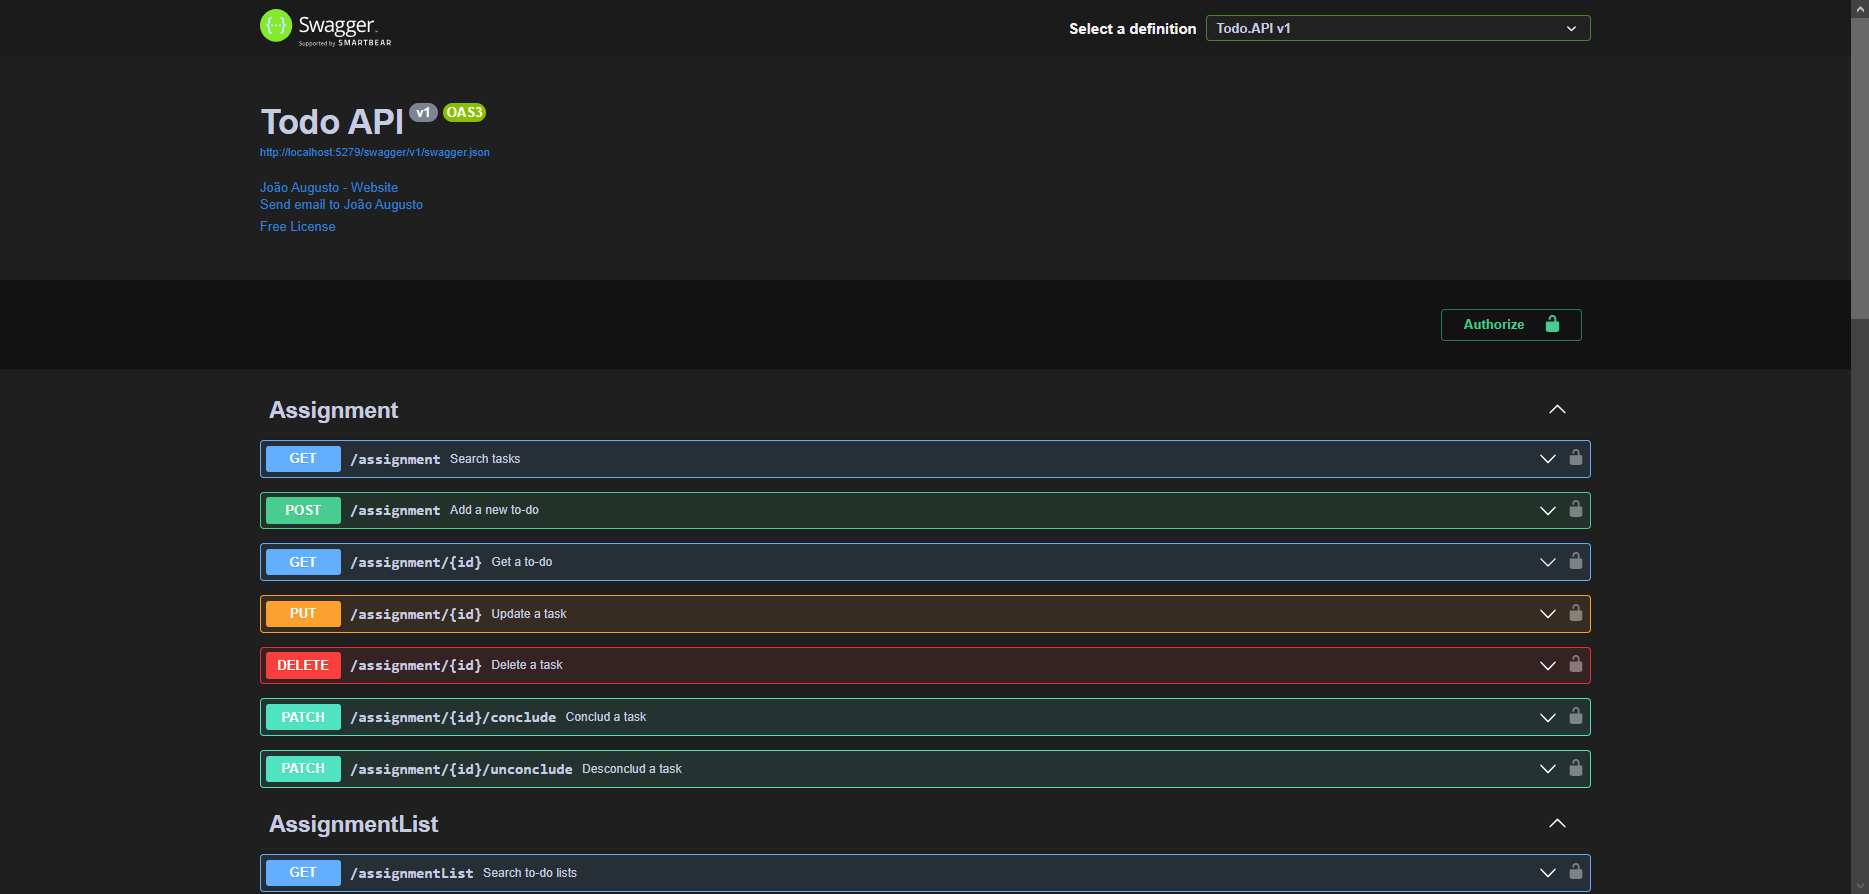 Swagger
Supported by SMARTBEAR
Select a definition
Todo.API v1
Todo API v1 OAS3
http://localhost:5279/swagger/v1/swagger.json
João Augusto - Website
Send email to João Augusto
Free License
Authorize
Assignment
GET /assignment Search tasks
POST /assignment Add a new to-do
GET /assignment/{id} Get a to-do
PUT /assignment/{id} Update a task
DELETE /assignment/{id} Delete a task
PATCH /assignment/{id}/conclude Conclud a task
PATCH /assignment/{id}/unconclude Desconclud a task
AssignmentList
GET /assignmentList Search to-do lists